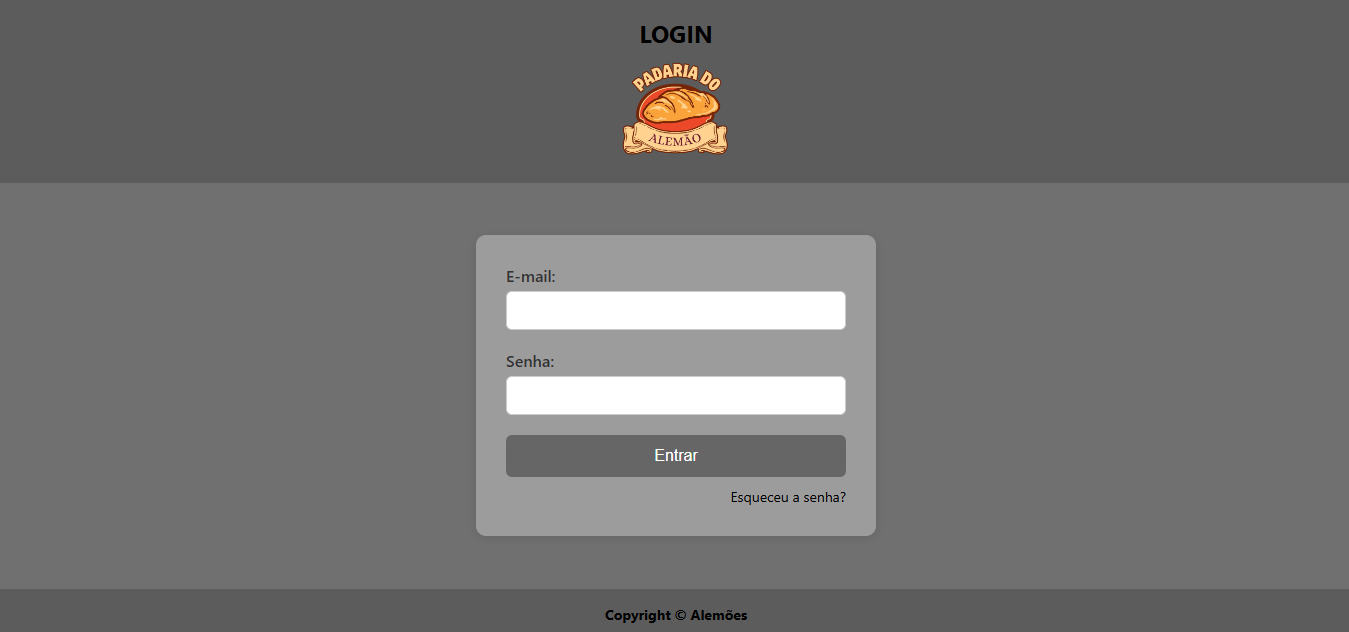 LOGIN
PADARIA DO
ALEMÃO
E-mail:
Senha:
Entrar
Esqueceu a senha?
Copyright © Alemões